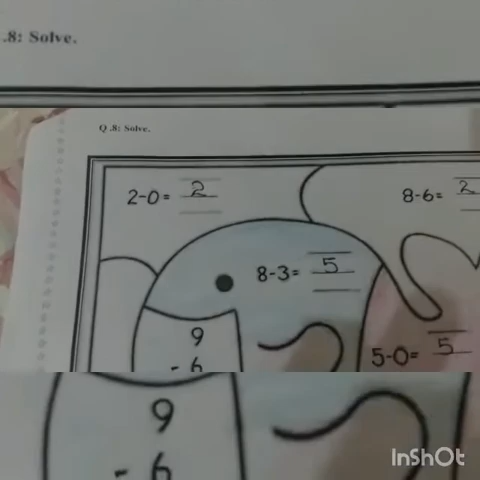 .8: Solve.
Q .8: Solve.
2-0= 2
8-6= 2
8-3= 5
9
- 6
5-0= 5
9
- 6
InShOt